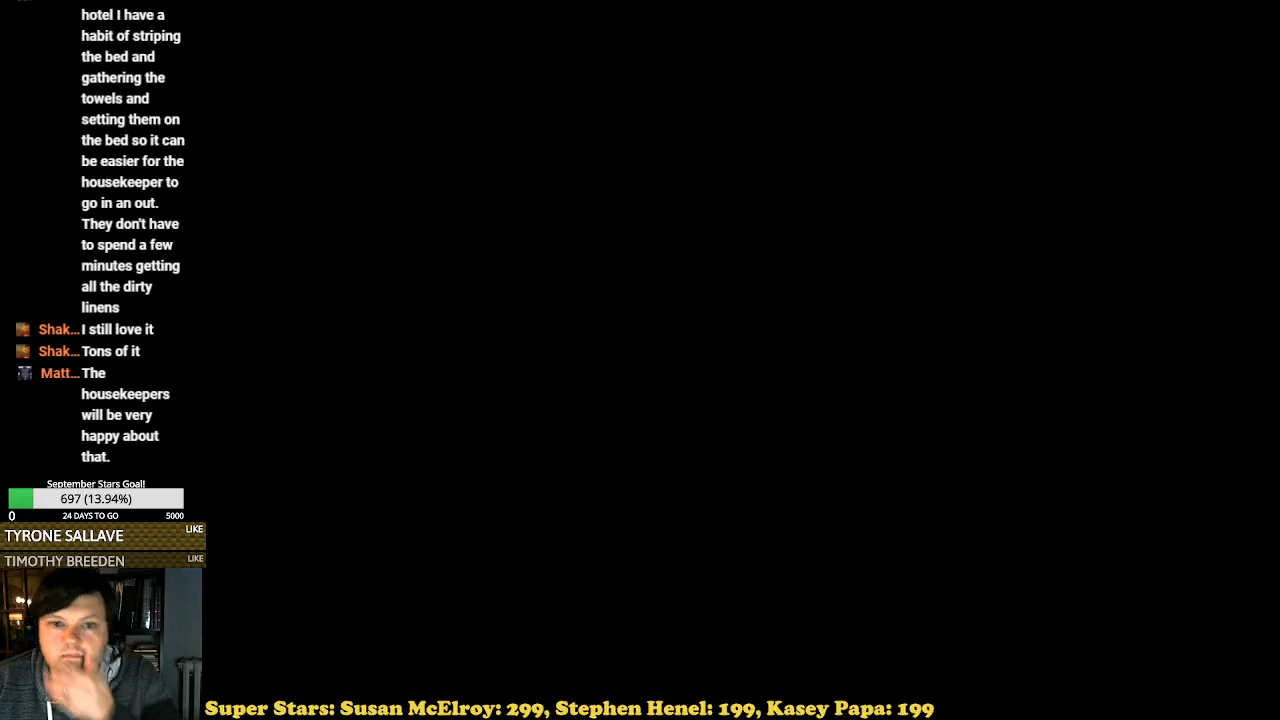 hotel I have a
habit of striping
the bed and
gathering the
towels and
setting them on
the bed so it can
be easier for the
housekeeper to
go in an out.
They don't have
to spend a few
minutes getting
all the dirty
linens
Shak... I still love it
Shak... Tons of it
Matt... The
housekeepers
will be very
happy about
that.
September Stars Goal!
697 (13.94%)
0 24 DAYS TO GO 5000
TYRONE SALLAVE LIKE
TIMOTHY BREEDEN LIKE
Super Stars: Susan McElroy: 299, Stephen Henel: 199, Kasey Papa: 199